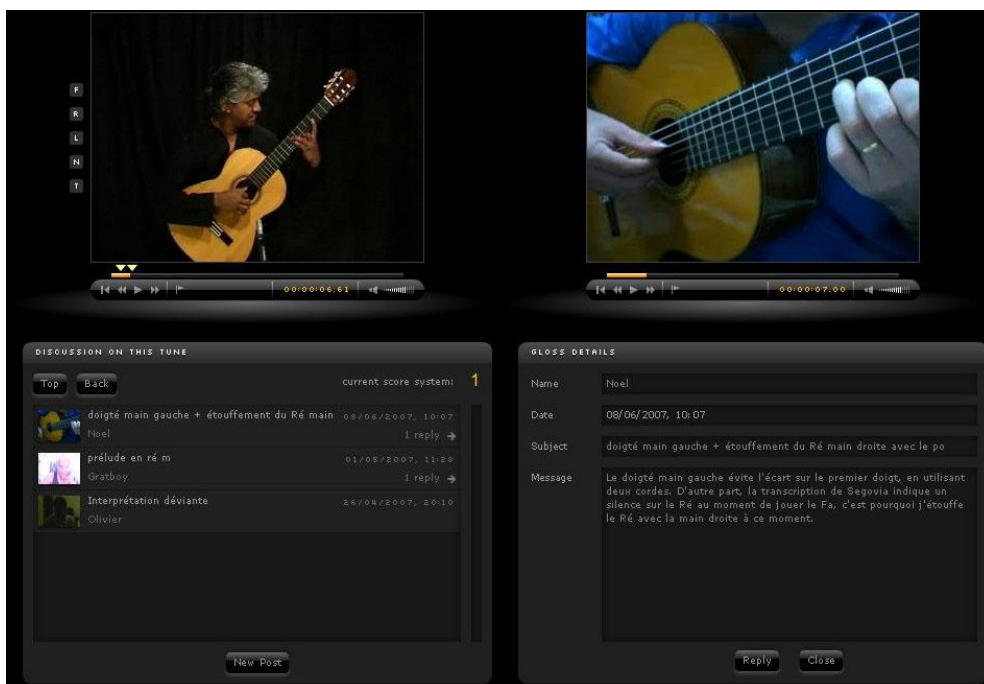 F
R
L
N
T
00:00:06.61
00:00:07.00
DISCUSSION ON THIS TUNE
Top Back current score system: 1
doigté main gauche + étouffement du Ré main 08/06/2007, 10:07
Noel 1 reply
prélude en ré m 01/05/2007, 11:28
Gratboy 1 reply
Interprétation déviante 26/04/2007, 20:10
Olivier
New Post
GLOSS DETAILS
Name Noel
Date 08/06/2007, 10:07
Subject doigté main gauche + étouffement du Ré main droite avec le po
Message Le doigté main gauche évite l'écart sur le premier doigt, en utilisant
deux cordes. D'autre part, la transcription de Segovia indique un
silence sur le Ré au moment de jouer le Fa, c'est pourquoi j'étouffe
le Ré avec la main droite à ce moment.
Reply Close